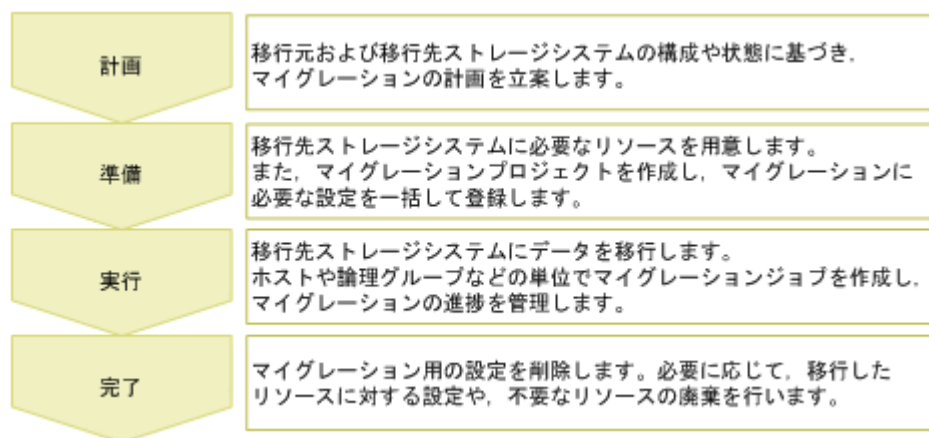 計画
移行元および移行先ストレージシステムの構成や状態に基づき，
マイグレーションの計画を立案します。
準備
移行先ストレージシステムに必要なリソースを用意します。
また，マイグレーションプロジェクトを作成し，マイグレーションに
必要な設定を一括して登録します。
実行
移行先ストレージシステムにデータを移行します。
ホストや論理グループなどの単位でマイグレーションジョブを作成し，
マイグレーションの進捗を管理します。
完了
マイグレーション用の設定を削除します。必要に応じて，移行した
リソースに対する設定や，不要なリソースの廃棄を行います。